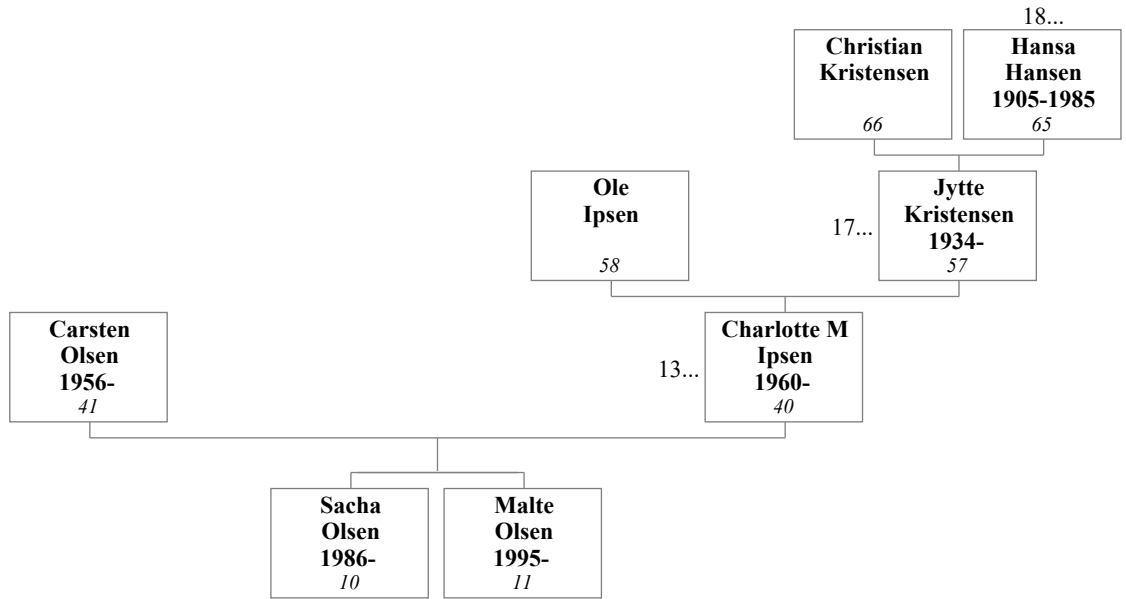 18...
Christian
Kristensen
66
Hansa
Hansen
1905-1985
65
Ole
Ipsen
58
17...
Jytte
Kristensen
1934-
57
Carsten
Olsen
1956-
41
13...
Charlotte M
Ipsen
1960-
40
Sacha
Olsen
1986-
10
Malte
Olsen
1995-
11